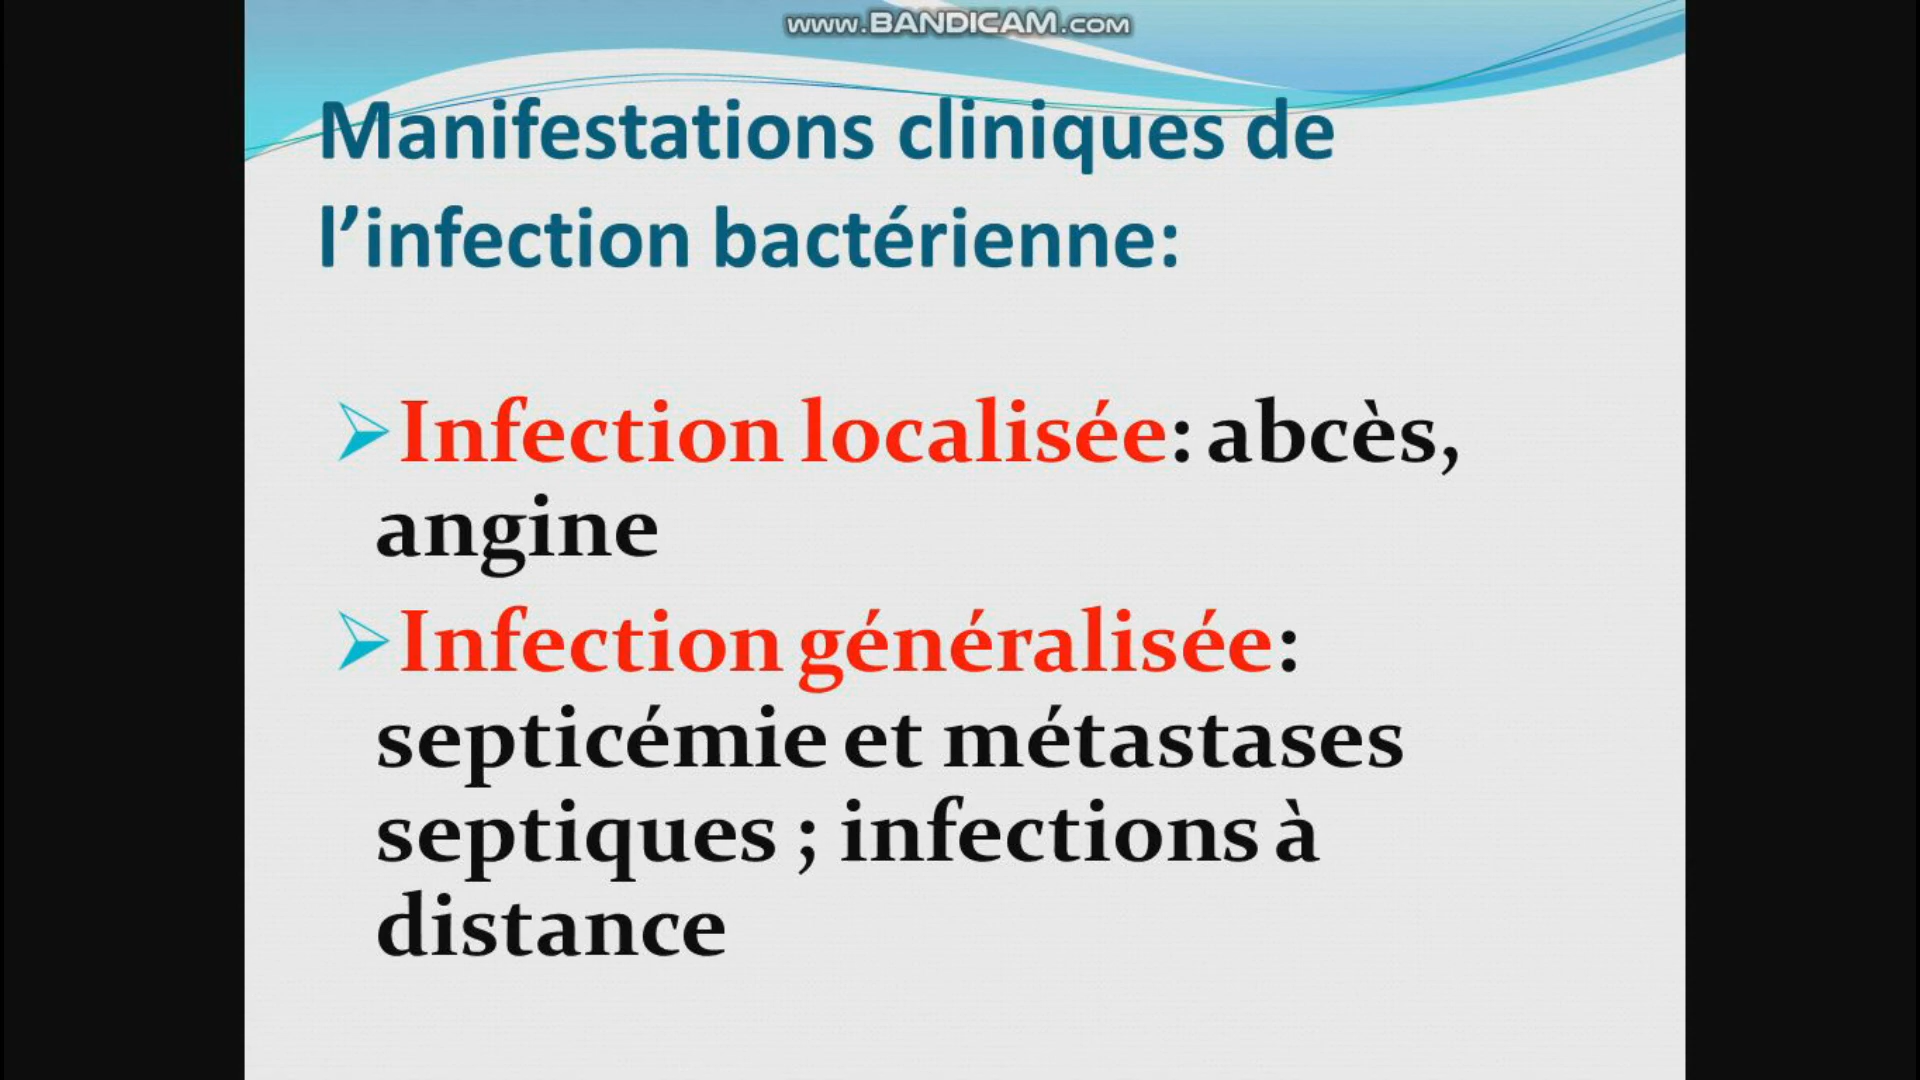 www.BANDICAM.com
Manifestations cliniques de
l’infection bactérienne:
Infection localisée: abcès,
angine
Infection généralisée:
septicémie et métastases
septiques ; infections à
distance